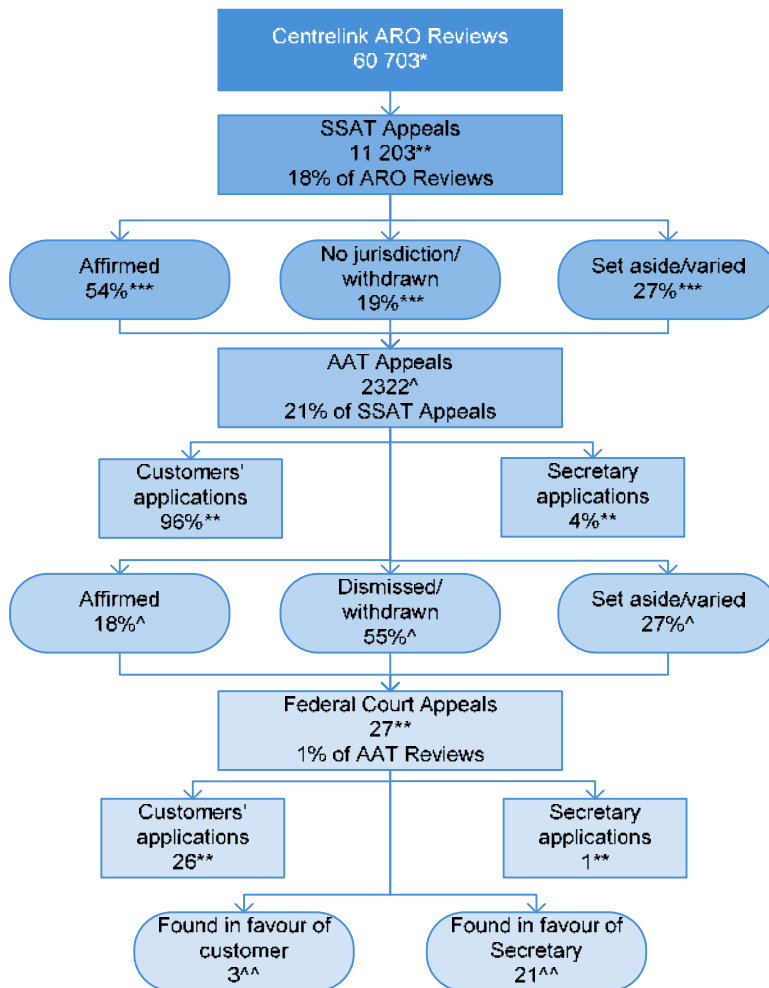 Centrelink ARO Reviews
60 703*
SSAT Appeals
11 203**
18% of ARO Reviews
Affirmed
54%***
No jurisdiction/
withdrawn
19%***
Set aside/varied
27%***
AAT Appeals
2322^
21% of SSAT Appeals
Customers'
applications
96%**
Secretary
applications
4%**
Affirmed
18%^
Dismissed/
withdrawn
55%^
Set aside/varied
27%^
Federal Court Appeals
27**
1% of AAT Reviews
Customers'
applications
26**
Secretary
applications
1**
Found in favour of
customer
3^^
Found in favour of
Secretary
21^^